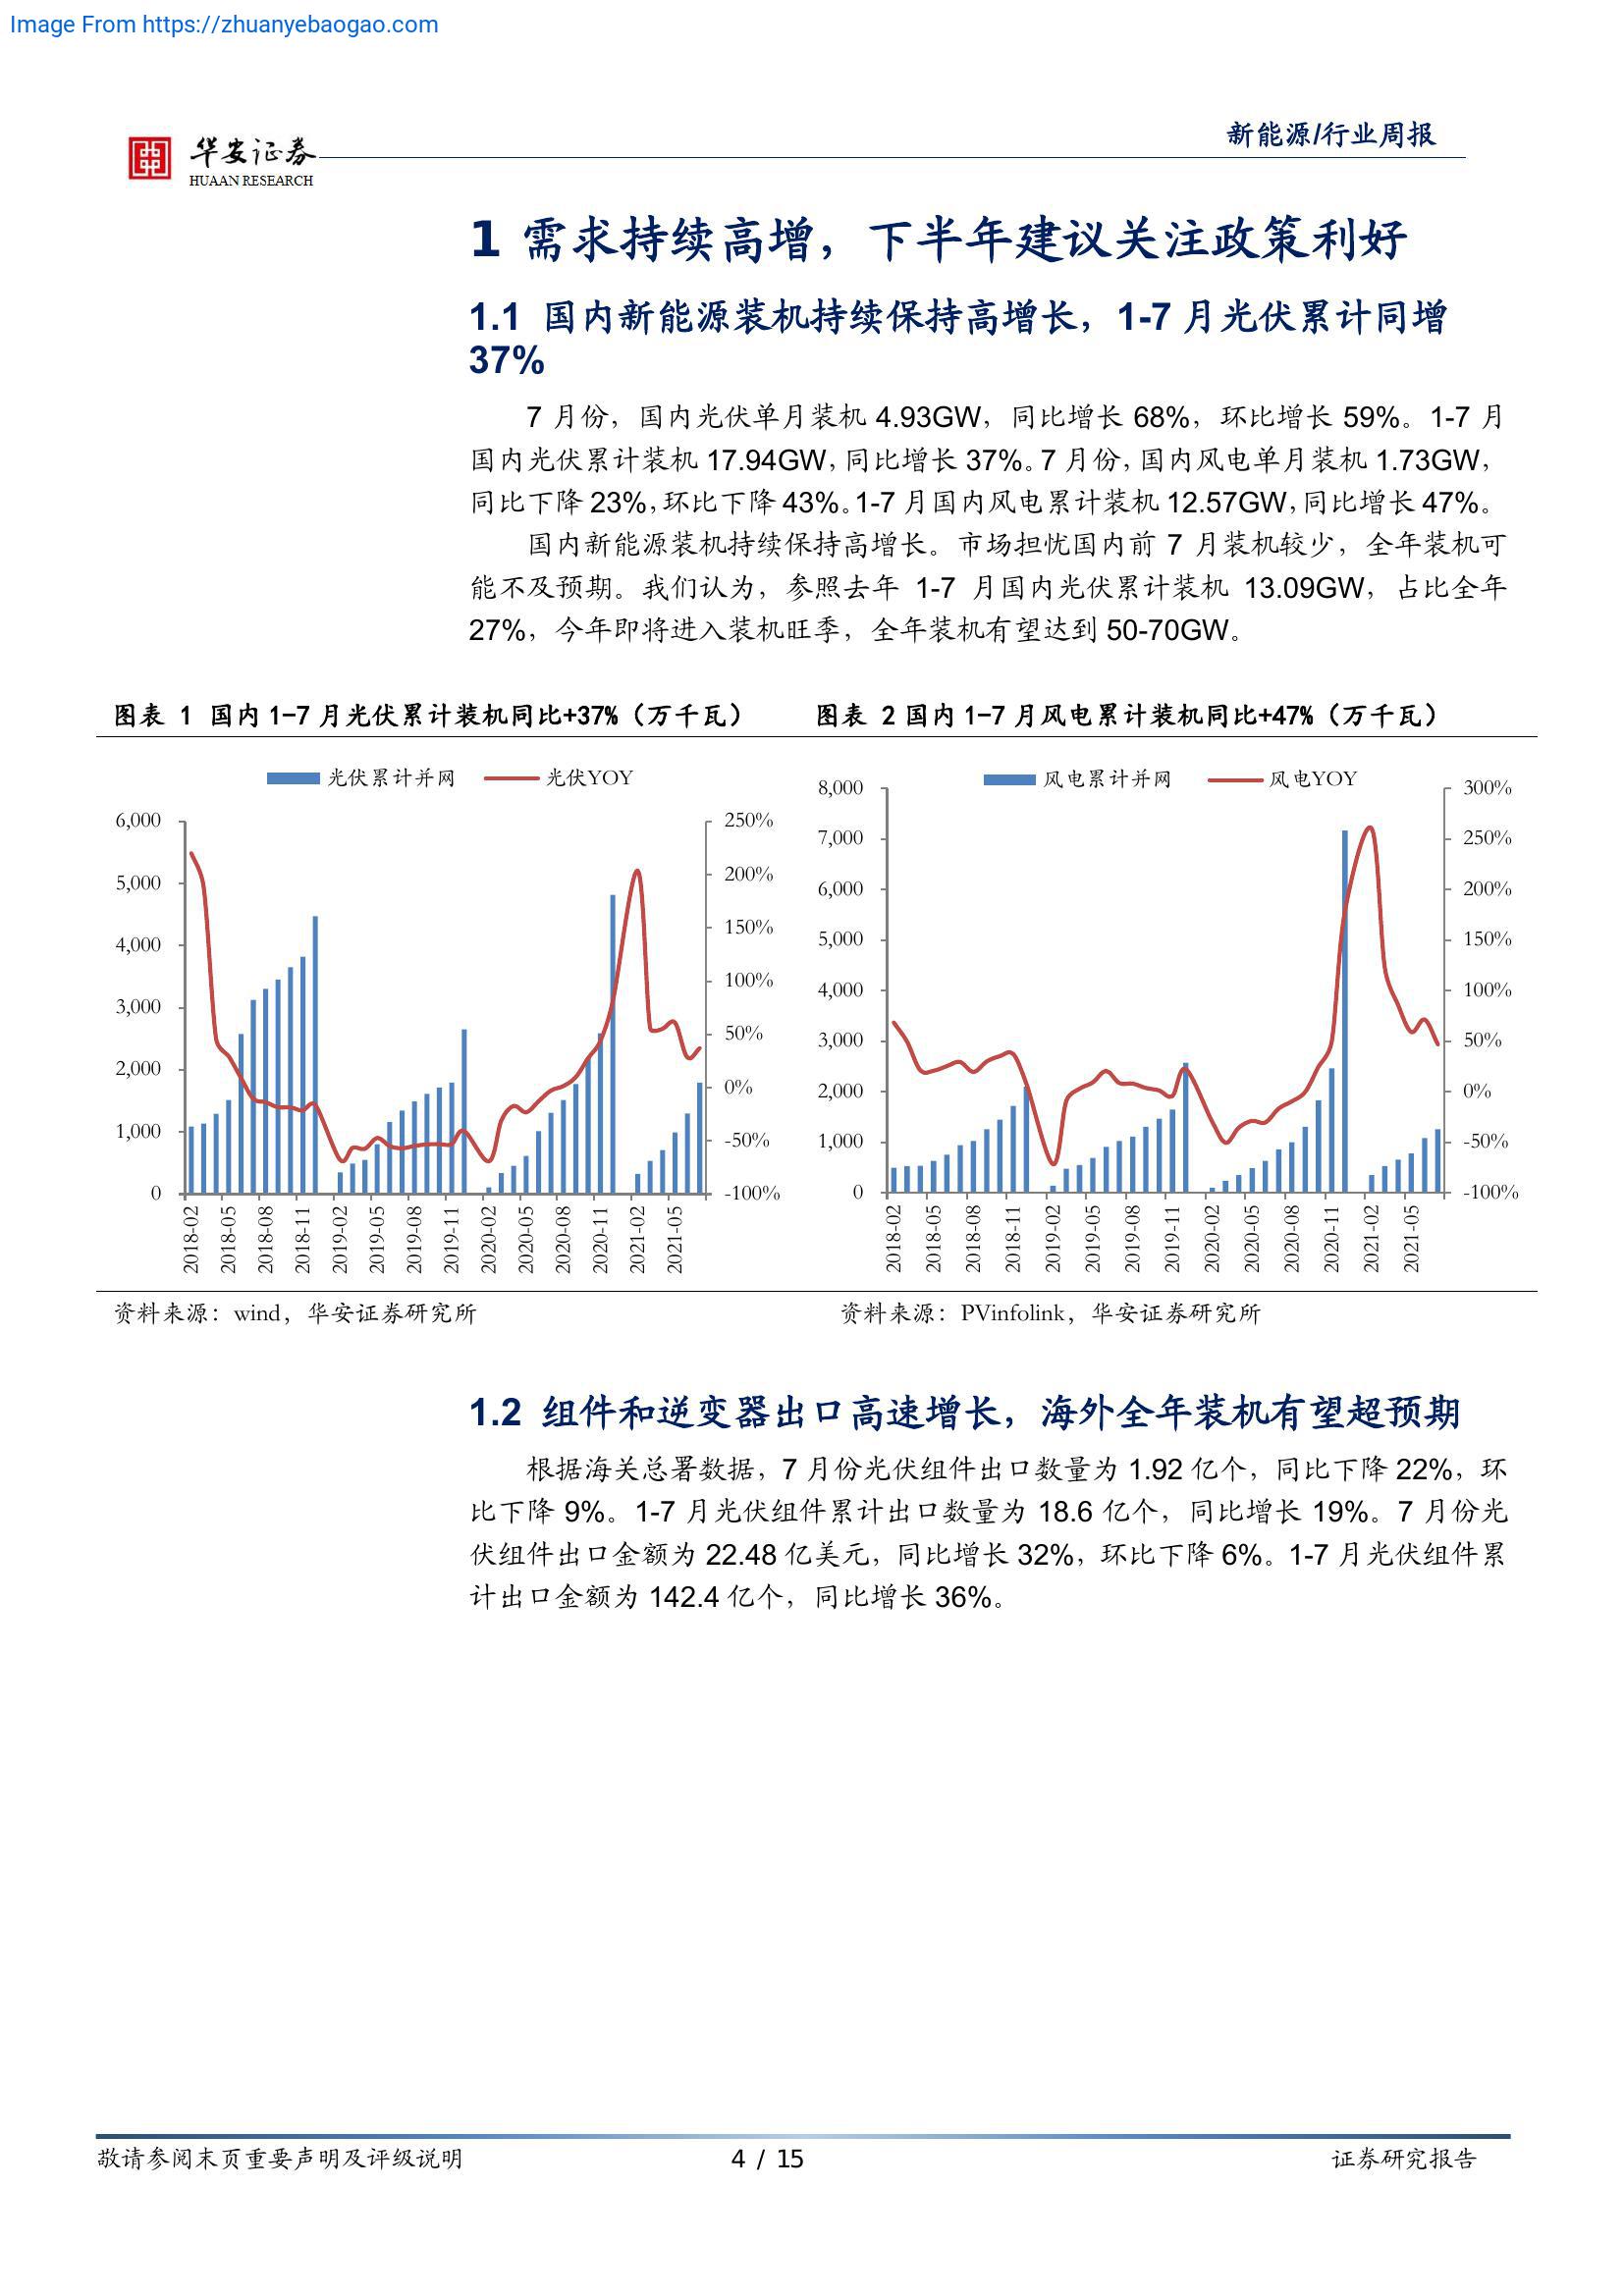 Image From https://zhuanyebaogao.com
华安证券
HUAAN RESEARCH
新能源/行业周报
1 需求持续高增，下半年建议关注政策利好
1.1 国内新能源装机持续保持高增长，1-7 月光伏累计同增
37%
7 月份，国内光伏单月装机 4.93GW，同比增长 68%，环比增长 59%。1-7 月
国内光伏累计装机 17.94GW，同比增长 37%。7 月份，国内风电单月装机 1.73GW，
同比下降 23%，环比下降 43%。1-7 月国内风电累计装机 12.57GW，同比增长 47%。
国内新能源装机持续保持高增长。市场担忧国内前 7 月装机较少，全年装机可
能不及预期。我们认为，参照去年 1-7 月国内光伏累计装机 13.09GW，占比全年
27%，今年即将进入装机旺季，全年装机有望达到 50-70GW。
图表 1 国内 1-7 月光伏累计装机同比+37%（万千瓦）
光伏累计并网 光伏YOY
6,000
5,000
4,000
3,000
2,000
1,000
0
250%
200%
150%
100%
50%
0%
-50%
-100%
2018-02
2018-05
2018-08
2018-11
2019-02
2019-05
2019-08
2019-11
2020-02
2020-05
2020-08
2020-11
2021-02
2021-05
资料来源：wind，华安证券研究所
图表 2 国内 1-7 月风电累计装机同比+47%（万千瓦）
风电累计并网 风电YOY
8,000
7,000
6,000
5,000
4,000
3,000
2,000
1,000
0
300%
250%
200%
150%
100%
50%
0%
-50%
-100%
2018-02
2018-05
2018-08
2018-11
2019-02
2019-05
2019-08
2019-11
2020-02
2020-05
2020-08
2020-11
2021-02
2021-05
资料来源：PVinfolink，华安证券研究所
1.2 组件和逆变器出口高速增长，海外全年装机有望超预期
根据海关总署数据，7 月份光伏组件出口数量为 1.92 亿个，同比下降 22%，环
比下降 9%。1-7 月光伏组件累计出口数量为 18.6 亿个，同比增长 19%。7 月份光
伏组件出口金额为 22.48 亿美元，同比增长 32%，环比下降 6%。1-7 月光伏组件累
计出口金额为 142.4 亿个，同比增长 36%。
敬请参阅末页重要声明及评级说明
4 / 15
证券研究报告